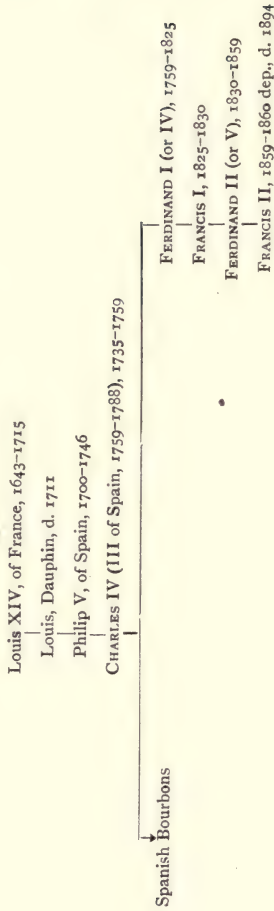 Louis XIV, of France, 1643–1715
Louis, Dauphin, d. 1711
Philip V, of Spain, 1700–1746
CHARLES IV (III of Spain, 1759–1788), 1735–1759
Spanish Bourbons
FERDINAND I (or IV), 1759–1825
FRANCIS I, 1825–1830
FERDINAND II (or V), 1830–1859
FRANCIS II, 1859–1860 dep., d. 1894